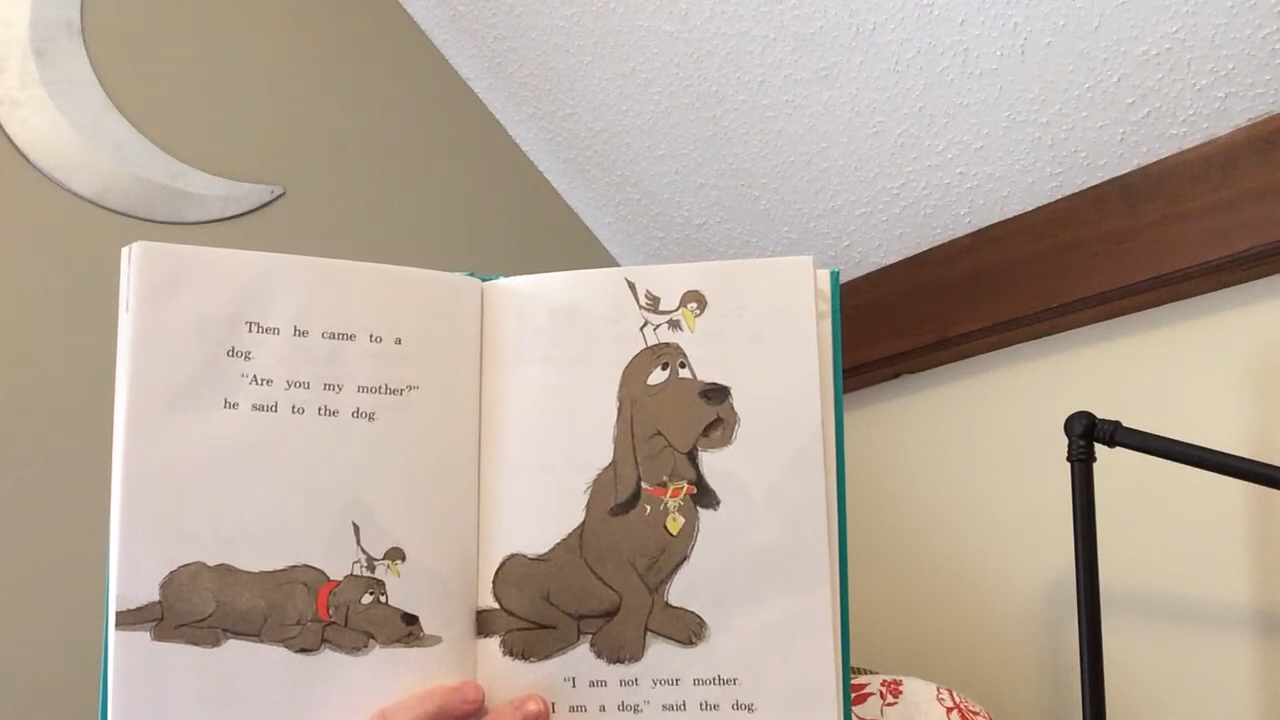 Then he came to a
dog.
"Are you my mother?"
he said to the dog.
"I am not your mother.
I am a dog," said the dog.